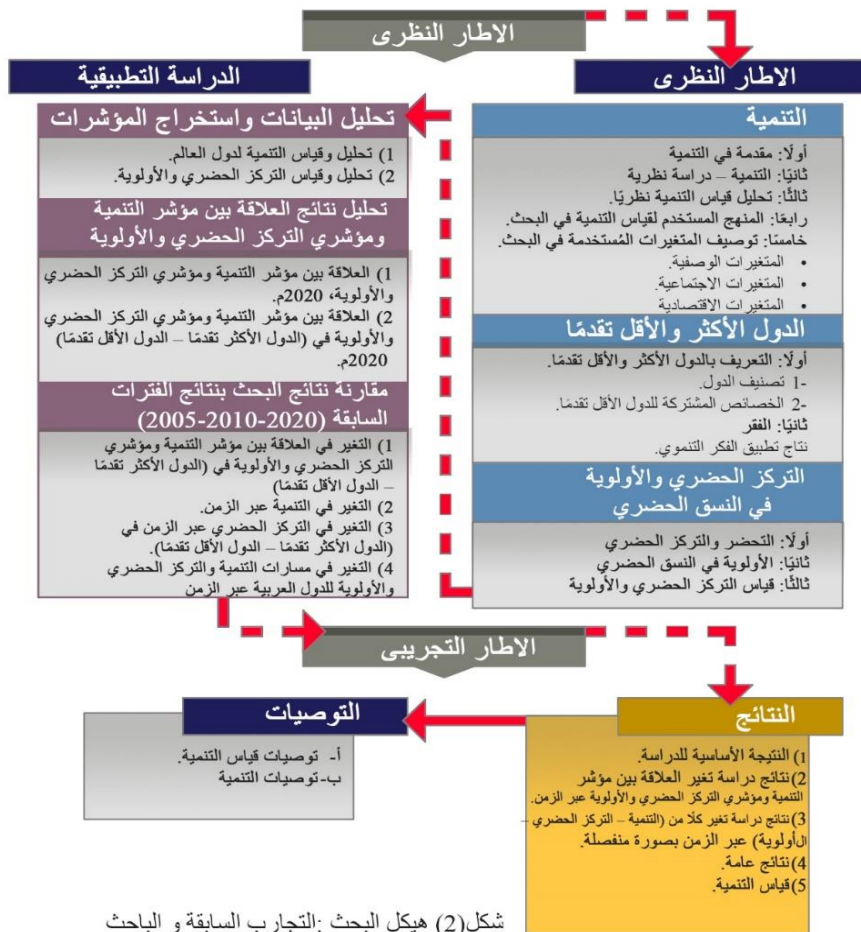 الاطار النظرى
الاطار النظرى
التنمية
أولًا: مقدمة في التنمية
ثانيًا: التنمية – دراسة نظرية
ثالثًا: تحليل قياس التنمية نظريًا.
رابعًا: المنهج المستخدم لقياس التنمية في البحث.
خامسًا: توصيف المتغيرات المُستخدمة في البحث.
• المتغيرات الوصفية.
• المتغيرات الاجتماعية.
• المتغيرات الاقتصادية
الدول الأكثر والأقل تقدمًا
أولًا: التعريف بالدول الأكثر والأقل تقدمًا.
-1 تصنيف الدول.
-2 الخصائص المشتركة للدول الأقل تقدمًا.
ثانيًا: الفقر
نتاج تطبيق الفكر التنموي.
التركز الحضري والأولوية
في النسق الحضري
أولًا: التحضر والتركز الحضري
ثانيًا: الأولوية في النسق الحضري
ثالثًا: قياس التركز الحضري والأولوية
الدراسة التطبيقية
تحليل البيانات واستخراج المؤشرات
1) تحليل وقياس التنمية لدول العالم.
2) تحليل وقياس التركز الحضري والأولوية.
تحليل نتائج العلاقة بين مؤشر التنمية
ومؤشري التركز الحضري والأولوية
1) العلاقة بين مؤشر التنمية ومؤشري التركز الحضري
والأولوية، 2020م.
2) العلاقة بين مؤشر التنمية ومؤشري التركز الحضري
والأولوية في (الدول الأكثر تقدمًا – الدول الأقل تقدمًا)
2020م.
مقارنة نتائج البحث بنتائج الفترات
السابقة (2020-2010-2005)
1) التغير في العلاقة بين مؤشر التنمية ومؤشري
التركز الحضري والأولوية في (الدول الأكثر تقدمًا
– الدول الأقل تقدمًا)
2) التغير في التنمية عبر الزمن.
3) التغير في التركز الحضري عبر الزمن في
(الدول الأكثر تقدمًا – الدول الأقل تقدمًا).
4) التغير في مسارات التنمية والتركز الحضري
والأولوية للدول العربية عبر الزمن
الاطار التجريبى
النتائج
1) النتيجة الأساسية للدراسة.
2) نتائج دراسة تغير العلاقة بين مؤشر
التنمية ومؤشري التركز الحضري والأولوية عبر الزمن.
3) نتائج دراسة تغير كلًا من (التنمية – التركز الحضري –
الأولوية) عبر الزمن بصورة منفصلة.
4) نتائج عامة.
5) قياس التنمية.
التوصيات
أ- توصيات قياس التنمية.
ب- توصيات التنمية
شكل(2) هيكل البحث :التجارب السابقة و الباحث